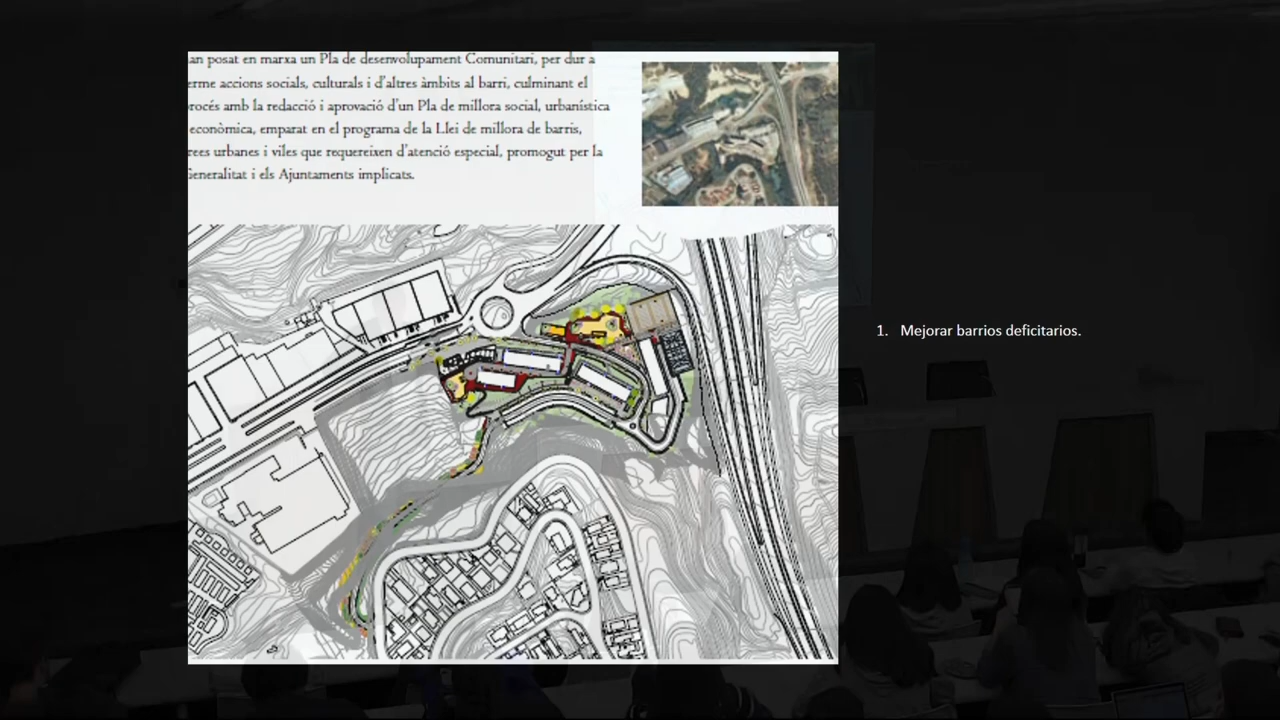 an posat en marxa un Pla de desenvolupament Comunitari, per dur a
erme accions socials, culturals i d'altres àmbits al barri, culminant el
rocés amb la redacció i aprovació d'un Pla de millora social, urbanística
econòmica, emparat en el programa de la Llei de millora de barris,
rees urbanes i viles que requereixen d'atenció especial, promogut per la
Generalitat i els Ajuntaments implicats.
1. Mejorar barrios deficitarios.